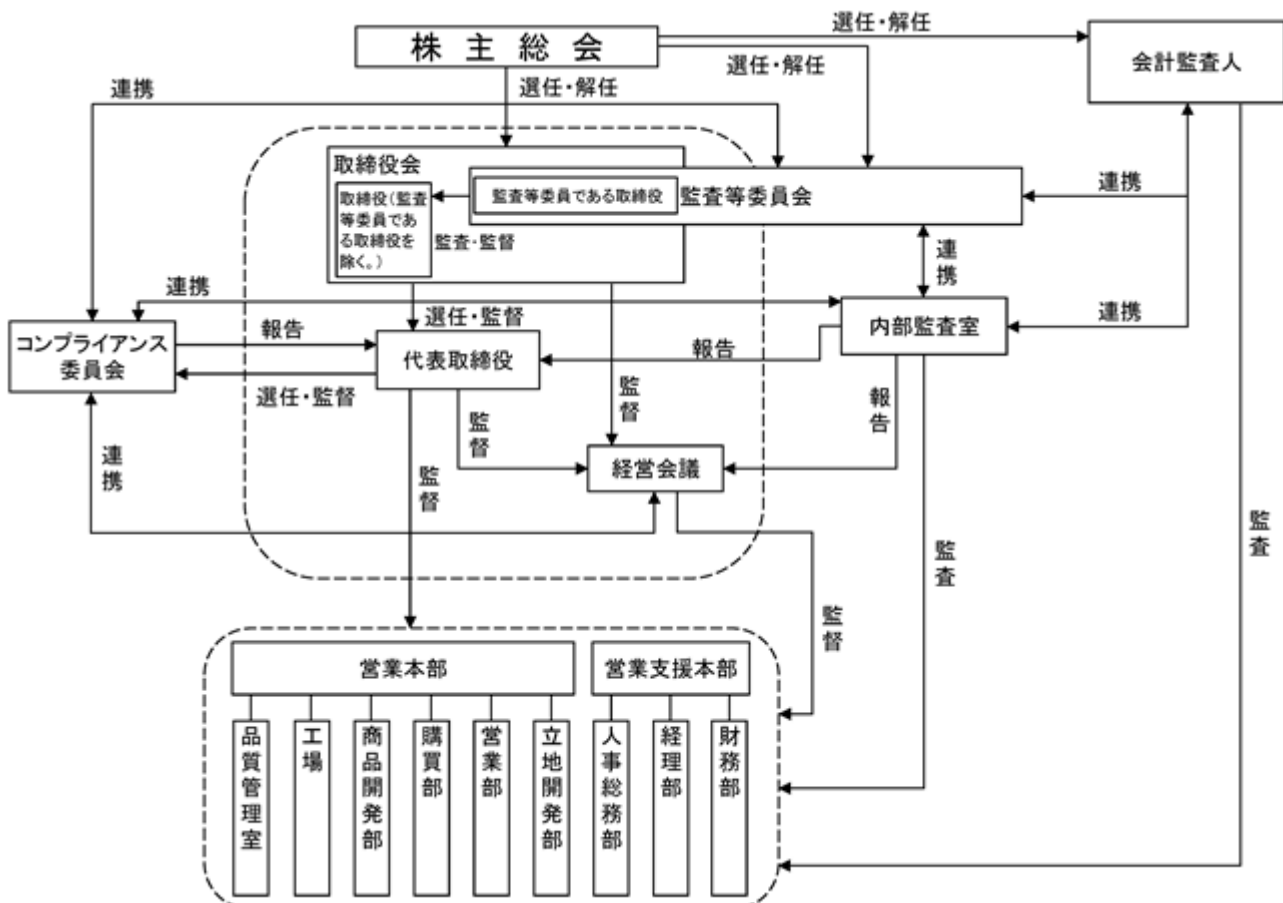 株主総会
選任・解任
会計監査人
選任・解任
選任・解任
連携
取締役会
監査等委員である取締役
監査等委員会
取締役(監査
等委員であ
る取締役を
除く。)
監査・監督
連携
連携
連携
選任・監督
内部監査室
連携
コンプライアンス
委員会
報告
代表取締役
報告
選任・監督
監督
監督
報告
経営会議
連携
監督
監査
監査
監督
営業本部
営業支援本部
品質管理室
工場
商品開発部
購買部
営業部
立地開発部
人事総務部
経理部
財務部